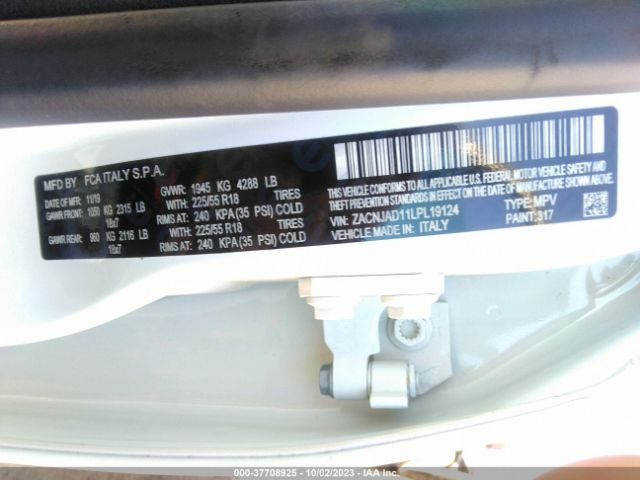 MFD BY FCA ITALY S.P.A.
DATE OF MFR: 11/19 GVWR: 1945 KG 4288 LB
GAWR FRONT: 1050 KG 2315 LB WITH: 225/55 R18 TIRES
18x7 RIMS AT: 240 KPA (35 PSI) COLD
GAWR REAR: 960 KG 2116 LB WITH: 225/55 R18 TIRES
18x7 RIMS AT: 240 KPA (35 PSI) COLD
THIS VEHICLE CONFORMS TO ALL APPLICABLE U.S. FEDERAL MOTOR VEHICLE SAFETY,
BUMPER, AND THEFT PREVENTION STANDARDS IN EFFECT ON THE DATE OF MANUFACTURE SHOWN ABOVE.
VIN: ZACNJAD11LPL19124 TYPE: MPV
VEHICLE MADE IN: ITALY PAINT: 317
000-37708925 - 10/02/2023 - IAA Inc.